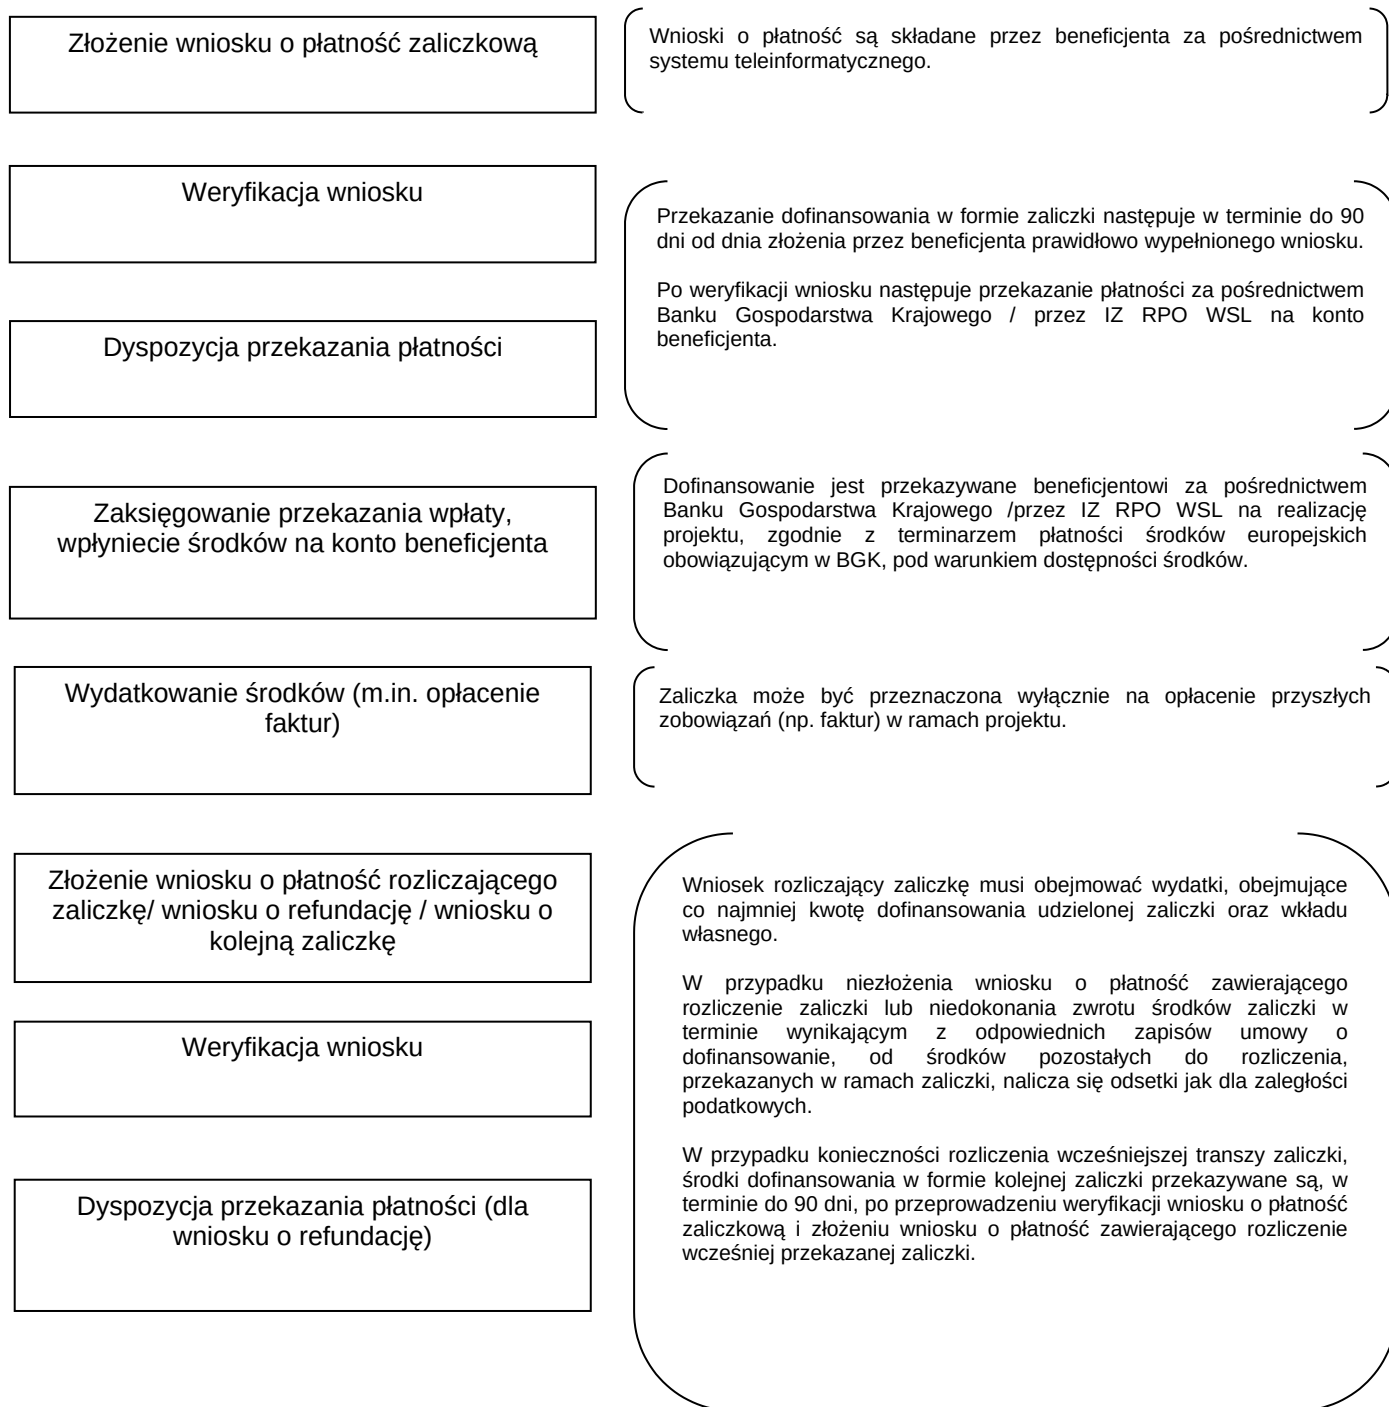 Złożenie wniosku o płatność zaliczkową
Wnioski o płatność są składane przez beneficjenta za pośrednictwem
systemu teleinformatycznego.
Weryfikacja wniosku
Przekazanie dofinansowania w formie zaliczki następuje w terminie do 90
dni od dnia złożenia przez beneficjenta prawidłowo wypełnionego wniosku.
Po weryfikacji wniosku następuje przekazanie płatności za pośrednictwem
Banku Gospodarstwa Krajowego / przez IZ RPO WSL na konto
beneficjenta.
Dyspozycja przekazania płatności
Zaksięgowanie przekazania wpłaty,
wpłyniecie środków na konto beneficjenta
Dofinansowanie jest przekazywane beneficjentowi za pośrednictwem
Banku Gospodarstwa Krajowego /przez IZ RPO WSL na realizację
projektu, zgodnie z terminarzem płatności środków europejskich
obowiązującym w BGK, pod warunkiem dostępności środków.
Wydatkowanie środków (m.in. opłacenie
faktur)
Zaliczka może być przeznaczona wyłącznie na opłacenie przyszłych
zobowiązań (np. faktur) w ramach projektu.
Złożenie wniosku o płatność rozliczającego
zaliczkę/ wniosku o refundację / wniosku o
kolejną zaliczkę
Weryfikacja wniosku
Dyspozycja przekazania płatności (dla
wniosku o refundację)
Wniosek rozliczający zaliczkę musi obejmować wydatki, obejmujące
co najmniej kwotę dofinansowania udzielonej zaliczki oraz wkładu
własnego.
W przypadku niezłożenia wniosku o płatność zawierającego
rozliczenie zaliczki lub niedokonania zwrotu środków zaliczki w
terminie wynikającym z odpowiednich zapisów umowy o
dofinansowanie, od środków pozostałych do rozliczenia,
przekazanych w ramach zaliczki, nalicza się odsetki jak dla zaległości
podatkowych.
W przypadku konieczności rozliczenia wcześniejszej transzy zaliczki,
środki dofinansowania w formie kolejnej zaliczki przekazywane są, w
terminie do 90 dni, po przeprowadzeniu weryfikacji wniosku o płatność
zaliczkową i złożeniu wniosku o płatność zawierającego rozliczenie
wcześniej przekazanej zaliczki.